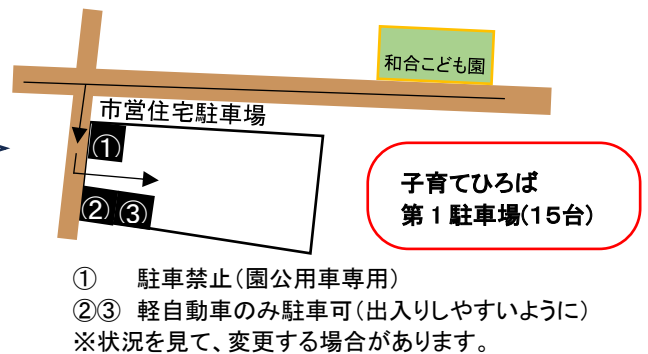 和合こども園
市営住宅駐車場
①
②③
子育てひろば
第1駐車場(15台)
① 駐車禁止(園公用車専用)
②③ 軽自動車のみ駐車可(出入りしやすいように)
※状況を見て、変更する場合があります。